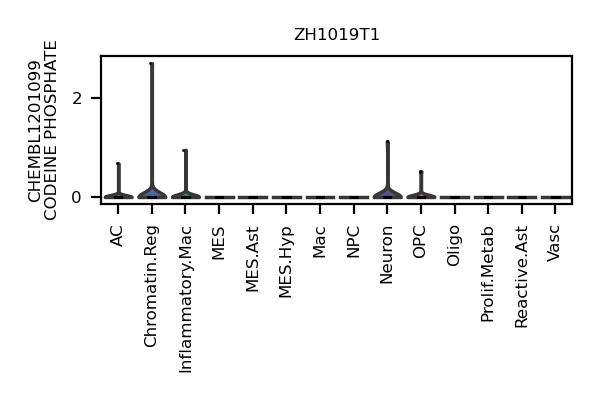 ZH1019T1
CHEMBL1201099
CODEINE PHOSPHATE
2
0
AC
Chromatin.Reg
Inflammatory.Mac
MES
MES.Ast
MES.Hyp
Mac
NPC
Neuron
OPC
Oligo
Prolif.Metab
Reactive.Ast
Vasc